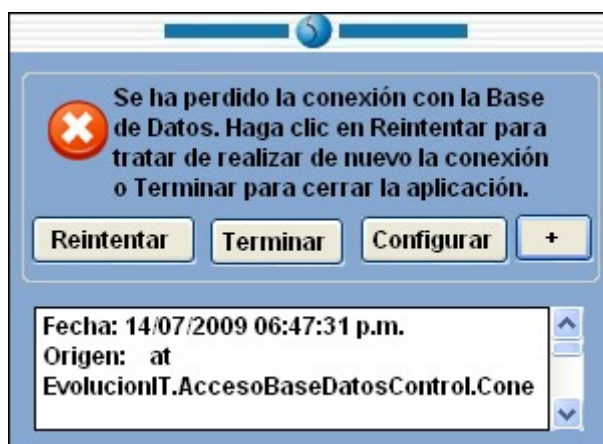 Se ha perdido la conexión con la Base
de Datos. Haga clic en Reintentar para
tratar de realizar de nuevo la conexión
o Terminar para cerrar la aplicación.
Reintentar Terminar Configurar +
Fecha: 14/07/2009 06:47:31 p.m.
Origen: at
EvolucionIT.AccesoBaseDatosControl.Cone